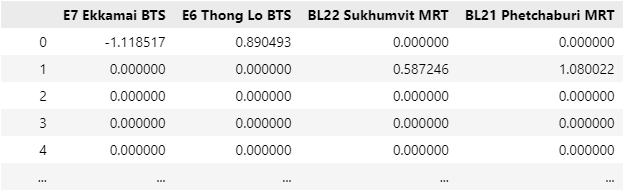 E7 Ekkamai BTS E6 Thong Lo BTS BL22 Sukhumvit MRT BL21 Phetchaburi MRT
0 -1.118517 0.890493 0.000000 0.000000
1 0.000000 0.000000 0.587246 1.080022
2 0.000000 0.000000 0.000000 0.000000
3 0.000000 0.000000 0.000000 0.000000
4 0.000000 0.000000 0.000000 0.000000
... ... ... ... ...